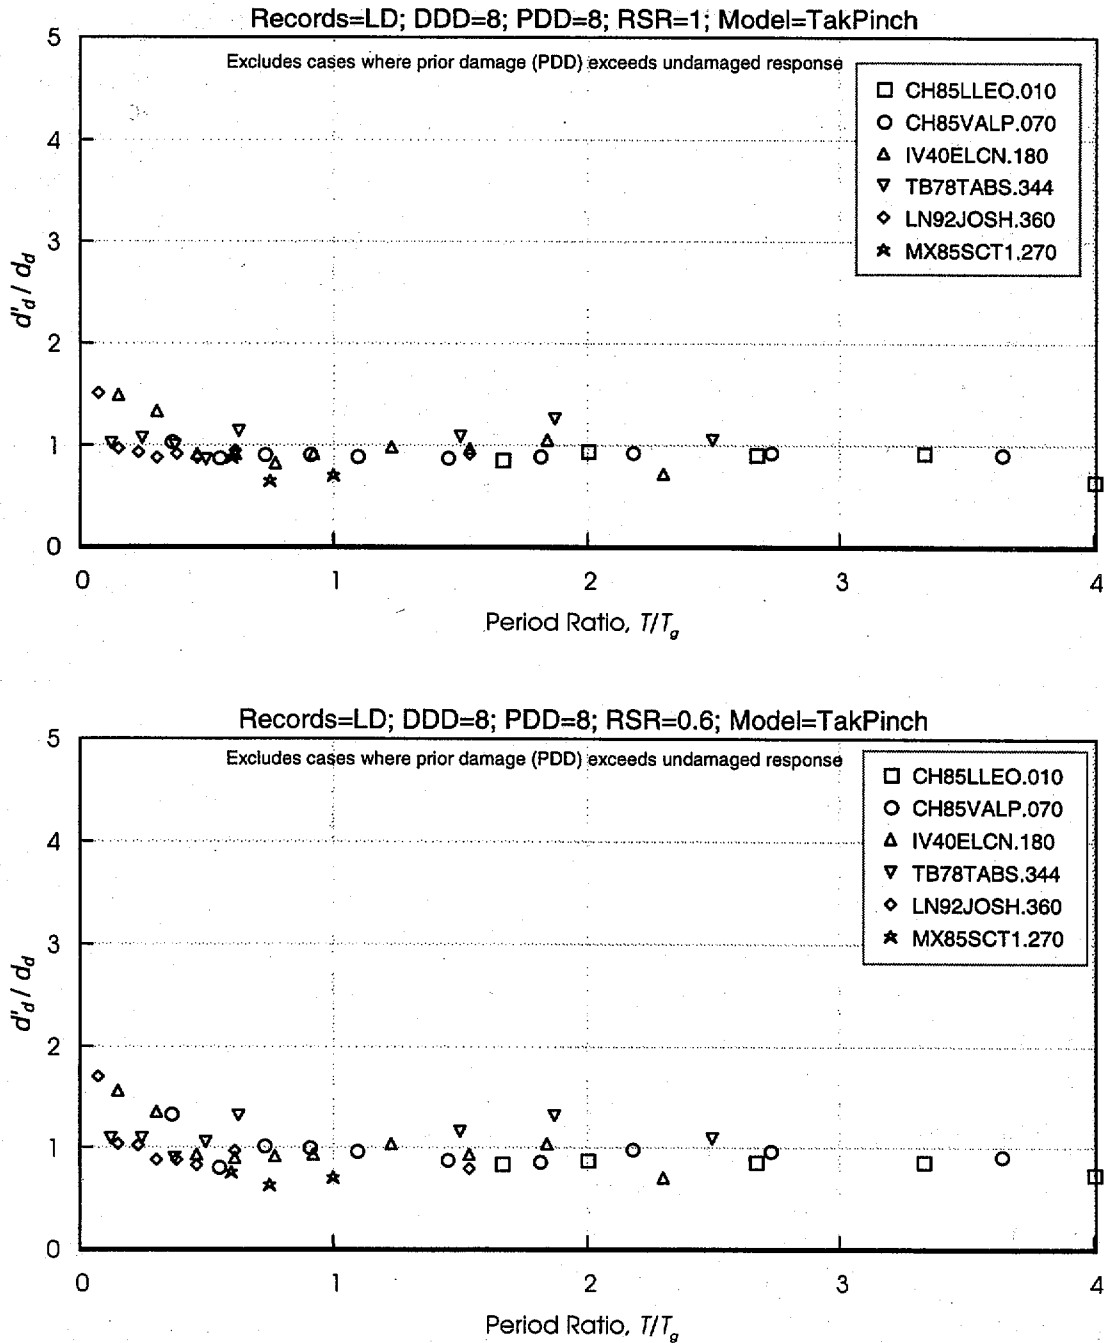 Records=LD; DDD=8; PDD=8; RSR=1; Model=TakPinch
Excludes cases where prior damage (PDD) exceeds undamaged response
CH85LLEO.010
CH85VALP.070
IV40ELCN.180
TB78TABS.344
LN92JOSH.360
MX85SCT1.270
5
4
3
2
1
0
d'd / dd
0 1 2 3 4
Period Ratio, T/Tg
Records=LD; DDD=8; PDD=8; RSR=0.6; Model=TakPinch
Excludes cases where prior damage (PDD) exceeds undamaged response
CH85LLEO.010
CH85VALP.070
IV40ELCN.180
TB78TABS.344
LN92JOSH.360
MX85SCT1.270
5
4
3
2
1
0
d'd / dd
0 1 2 3 4
Period Ratio, T/Tg